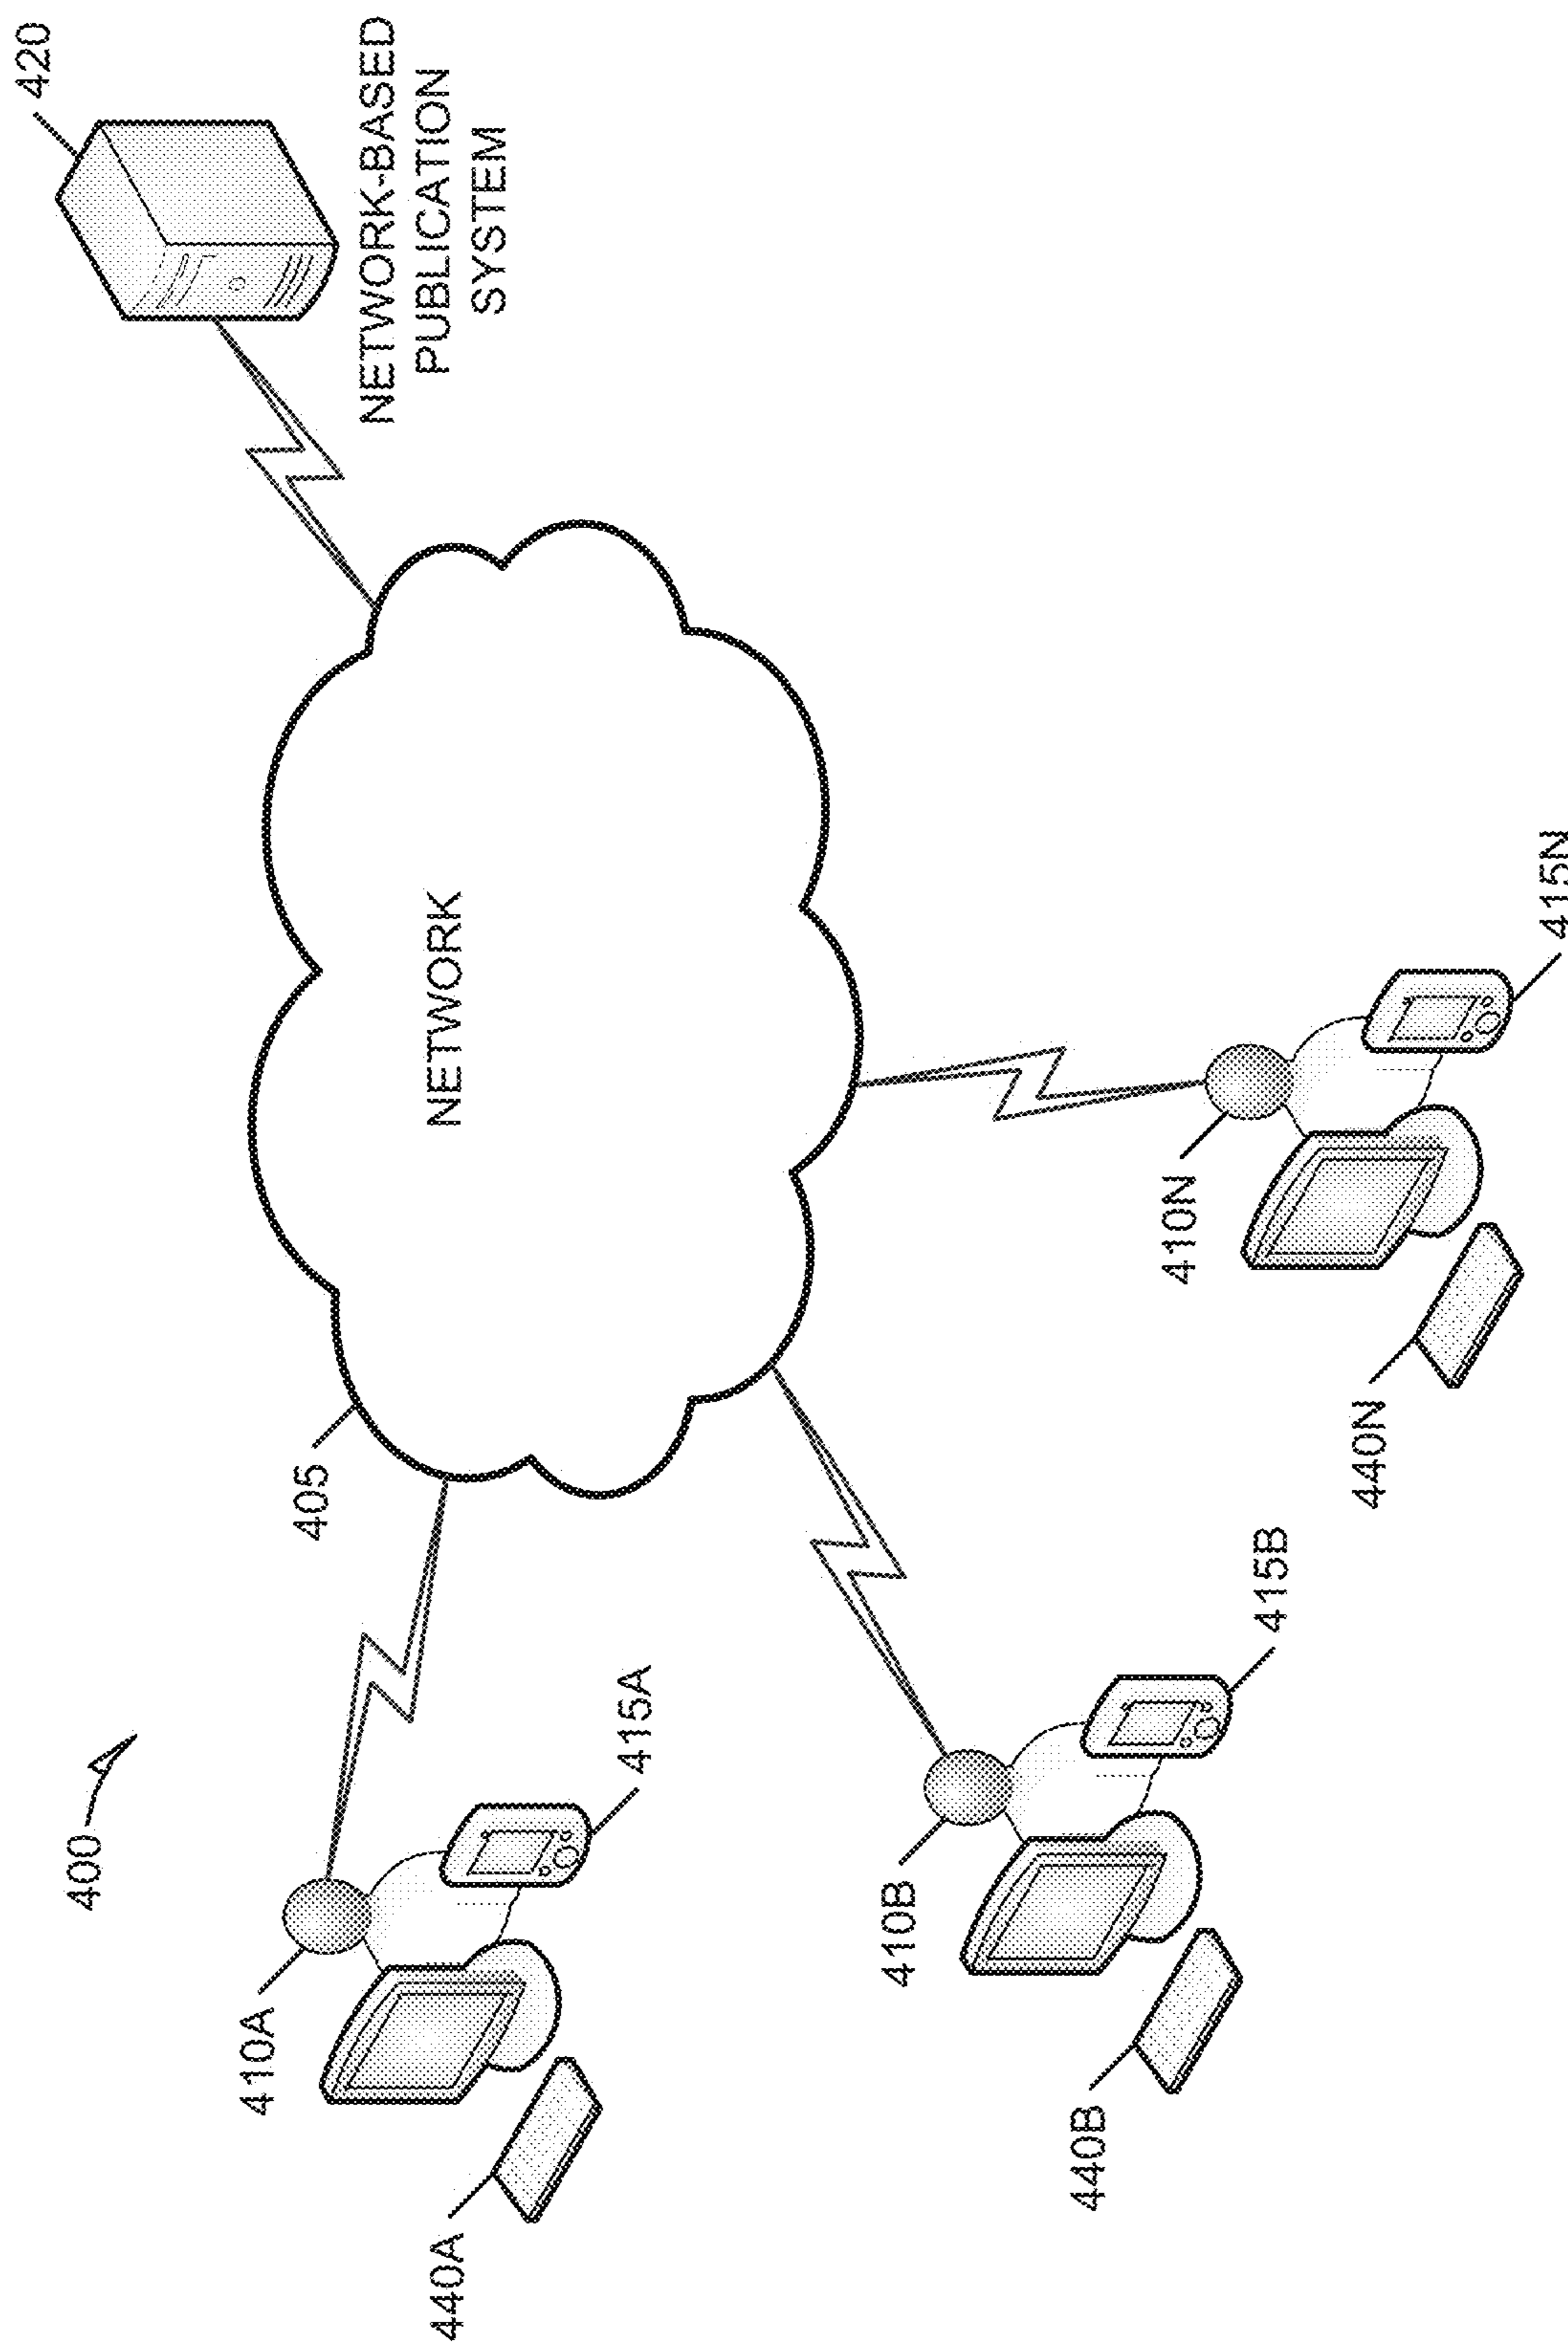 400
420
NETWORK-BASED
PUBLICATION
SYSTEM
405
NETWORK
410A
415A
440A
410B
415B
440B
410N
415N
440N